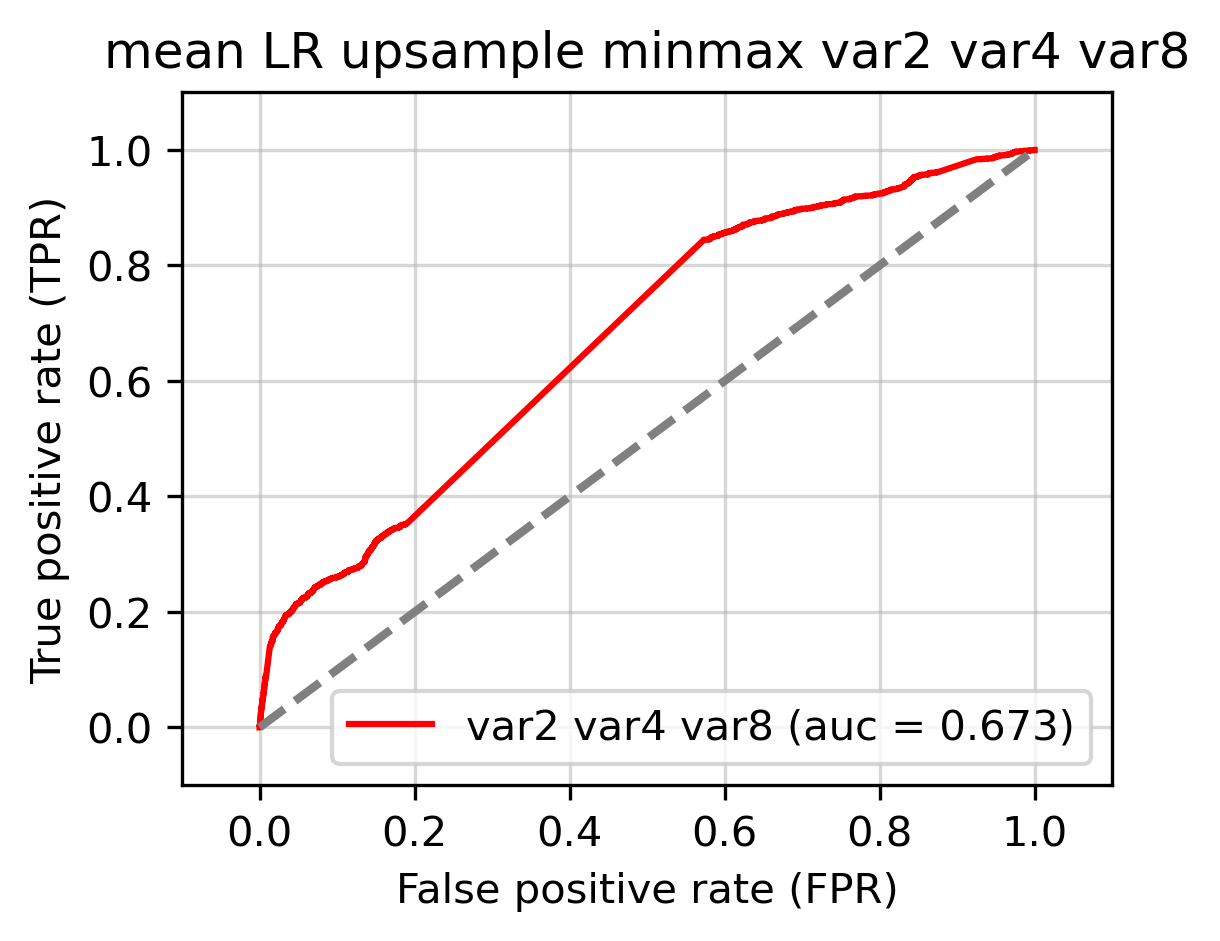 mean LR upsample minmax var2 var4 var8
True positive rate (TPR)
1.0
0.8
0.6
0.4
0.2
0.0
var2 var4 var8 (auc = 0.673)
0.0 0.2 0.4 0.6 0.8 1.0
False positive rate (FPR)